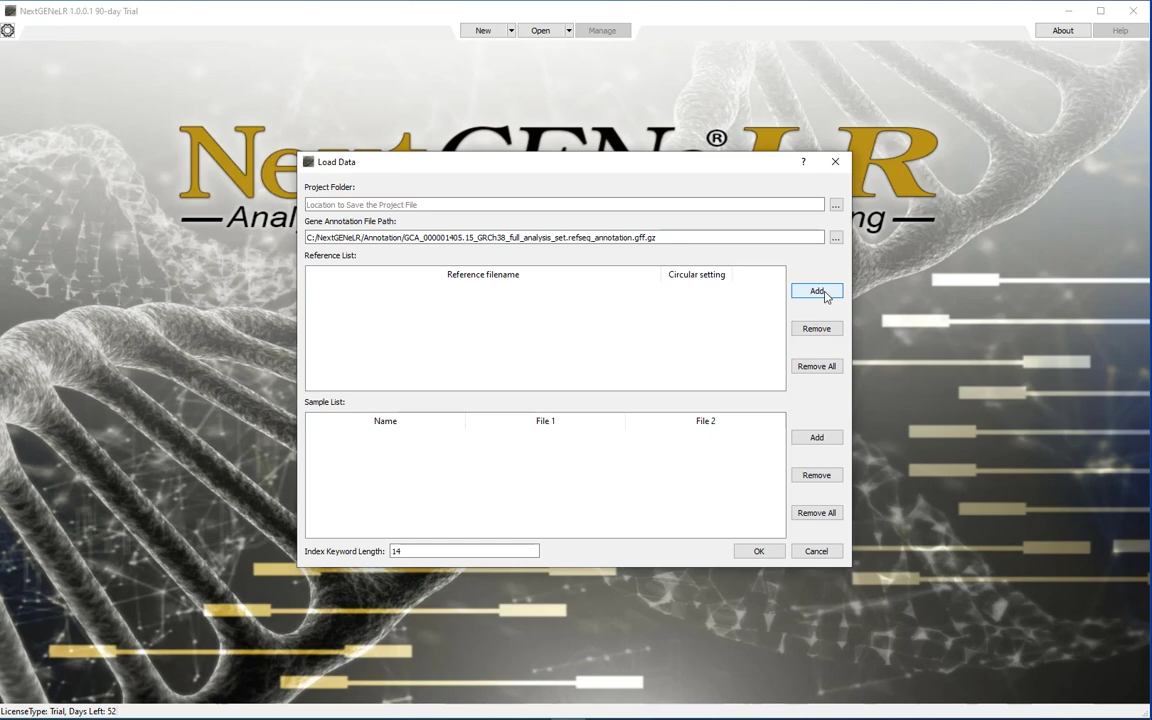 NextGENeLR 1.0.0.1 90-day Trial
New
Open
Manage
About
Help
NextGENe® LR
Load Data
?
Project Folder:
Location to Save the Project File
...
Gene Annotation File Path:
C:/NextGENeLR/Annotation/GCA_000001405.15_GRCh38_full_analysis_set.refseq_annotation.gff.gz
...
Reference List:
Reference filename
Circular setting
Add
Remove
Remove All
Sample List:
Name
File 1
File 2
Add
Remove
Remove All
Index Keyword Length:
14
OK
Cancel
LicenseType: Trial, Days Left: 52